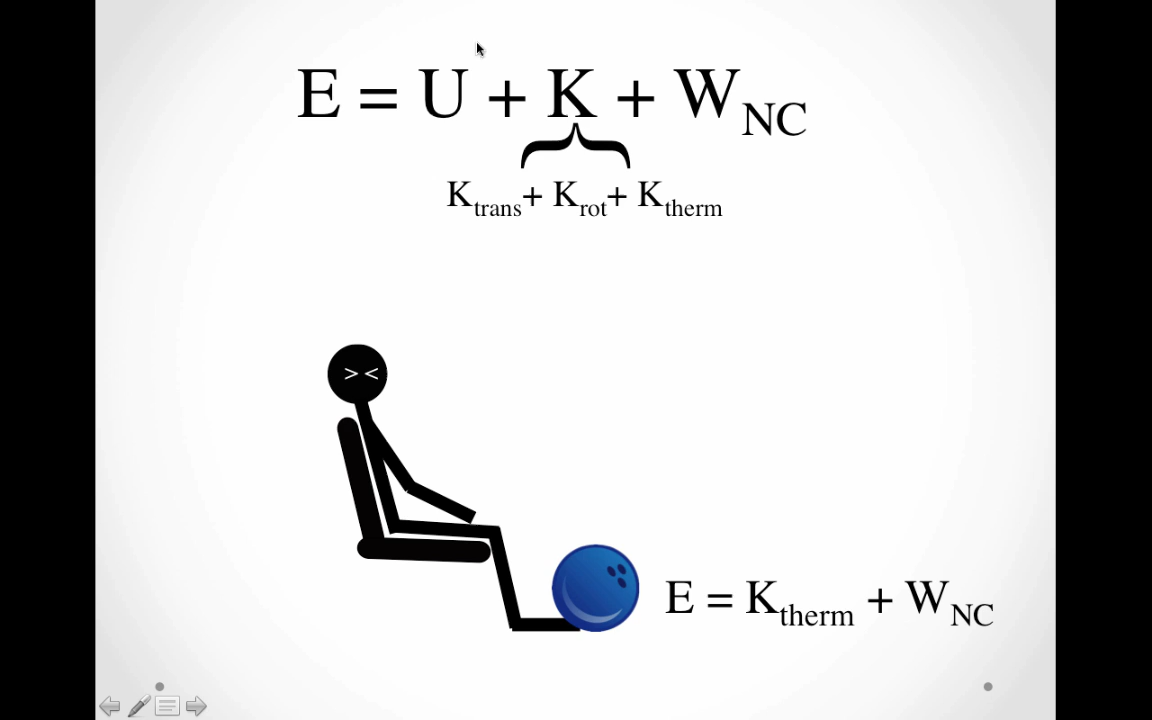 E = U + K + W_NC
K_trans + K_rot + K_therm
> <
E = K_therm + W_NC